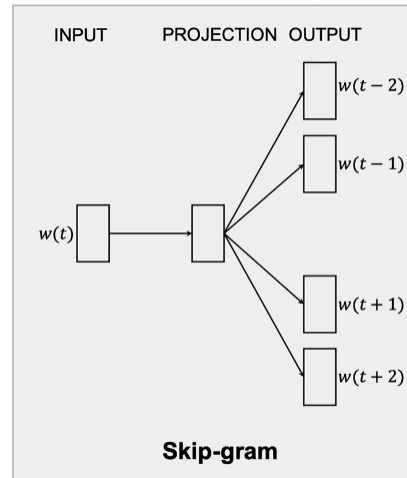 INPUT PROJECTION OUTPUT
w(t − 2)
w(t − 1)
w(t)
w(t + 1)
w(t + 2)
Skip-gram